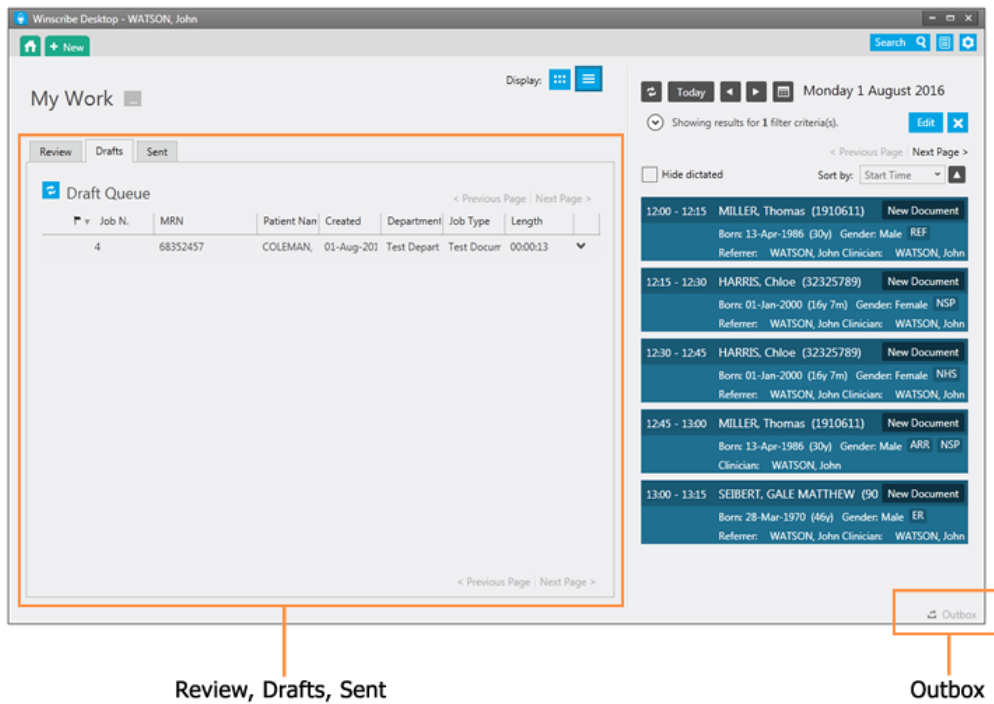 Winscribe Desktop - WATSON, John
+ New
Search
Display:
My Work ...
Review Drafts Sent
Draft Queue
< Previous Page Next Page >
Job N. MRN Patient Nan Created Department Job Type Length
4 68352457 COLEMAN, 01-Aug-201 Test Depart Test Docum 00:00:13
< Previous Page Next Page >
Today Monday 1 August 2016
Showing results for 1 filter criteria(s). Edit
< Previous Page Next Page >
Hide dictated Sort by: Start Time
12:00 - 12:15 MILLER, Thomas (1910611) New Document
Born: 13-Apr-1986 (30y) Gender: Male REF
Referrer: WATSON, John Clinician: WATSON, John
12:15 - 12:30 HARRIS, Chloe (32325789) New Document
Born: 01-Jan-2000 (16y 7m) Gender: Female NSP
Referrer: WATSON, John Clinician: WATSON, John
12:30 - 12:45 HARRIS, Chloe (32325789) New Document
Born: 01-Jan-2000 (16y 7m) Gender: Female NHS
Referrer: WATSON, John Clinician: WATSON, John
12:45 - 13:00 MILLER, Thomas (1910611) New Document
Born: 13-Apr-1986 (30y) Gender: Male ARR NSP
Clinician: WATSON, John
13:00 - 13:15 SEIBERT, GALE MATTHEW (90 New Document
Born: 28-Mar-1970 (46y) Gender: Male ER
Referrer: WATSON, John Clinician: WATSON, John
Outbox
Review, Drafts, Sent
Outbox